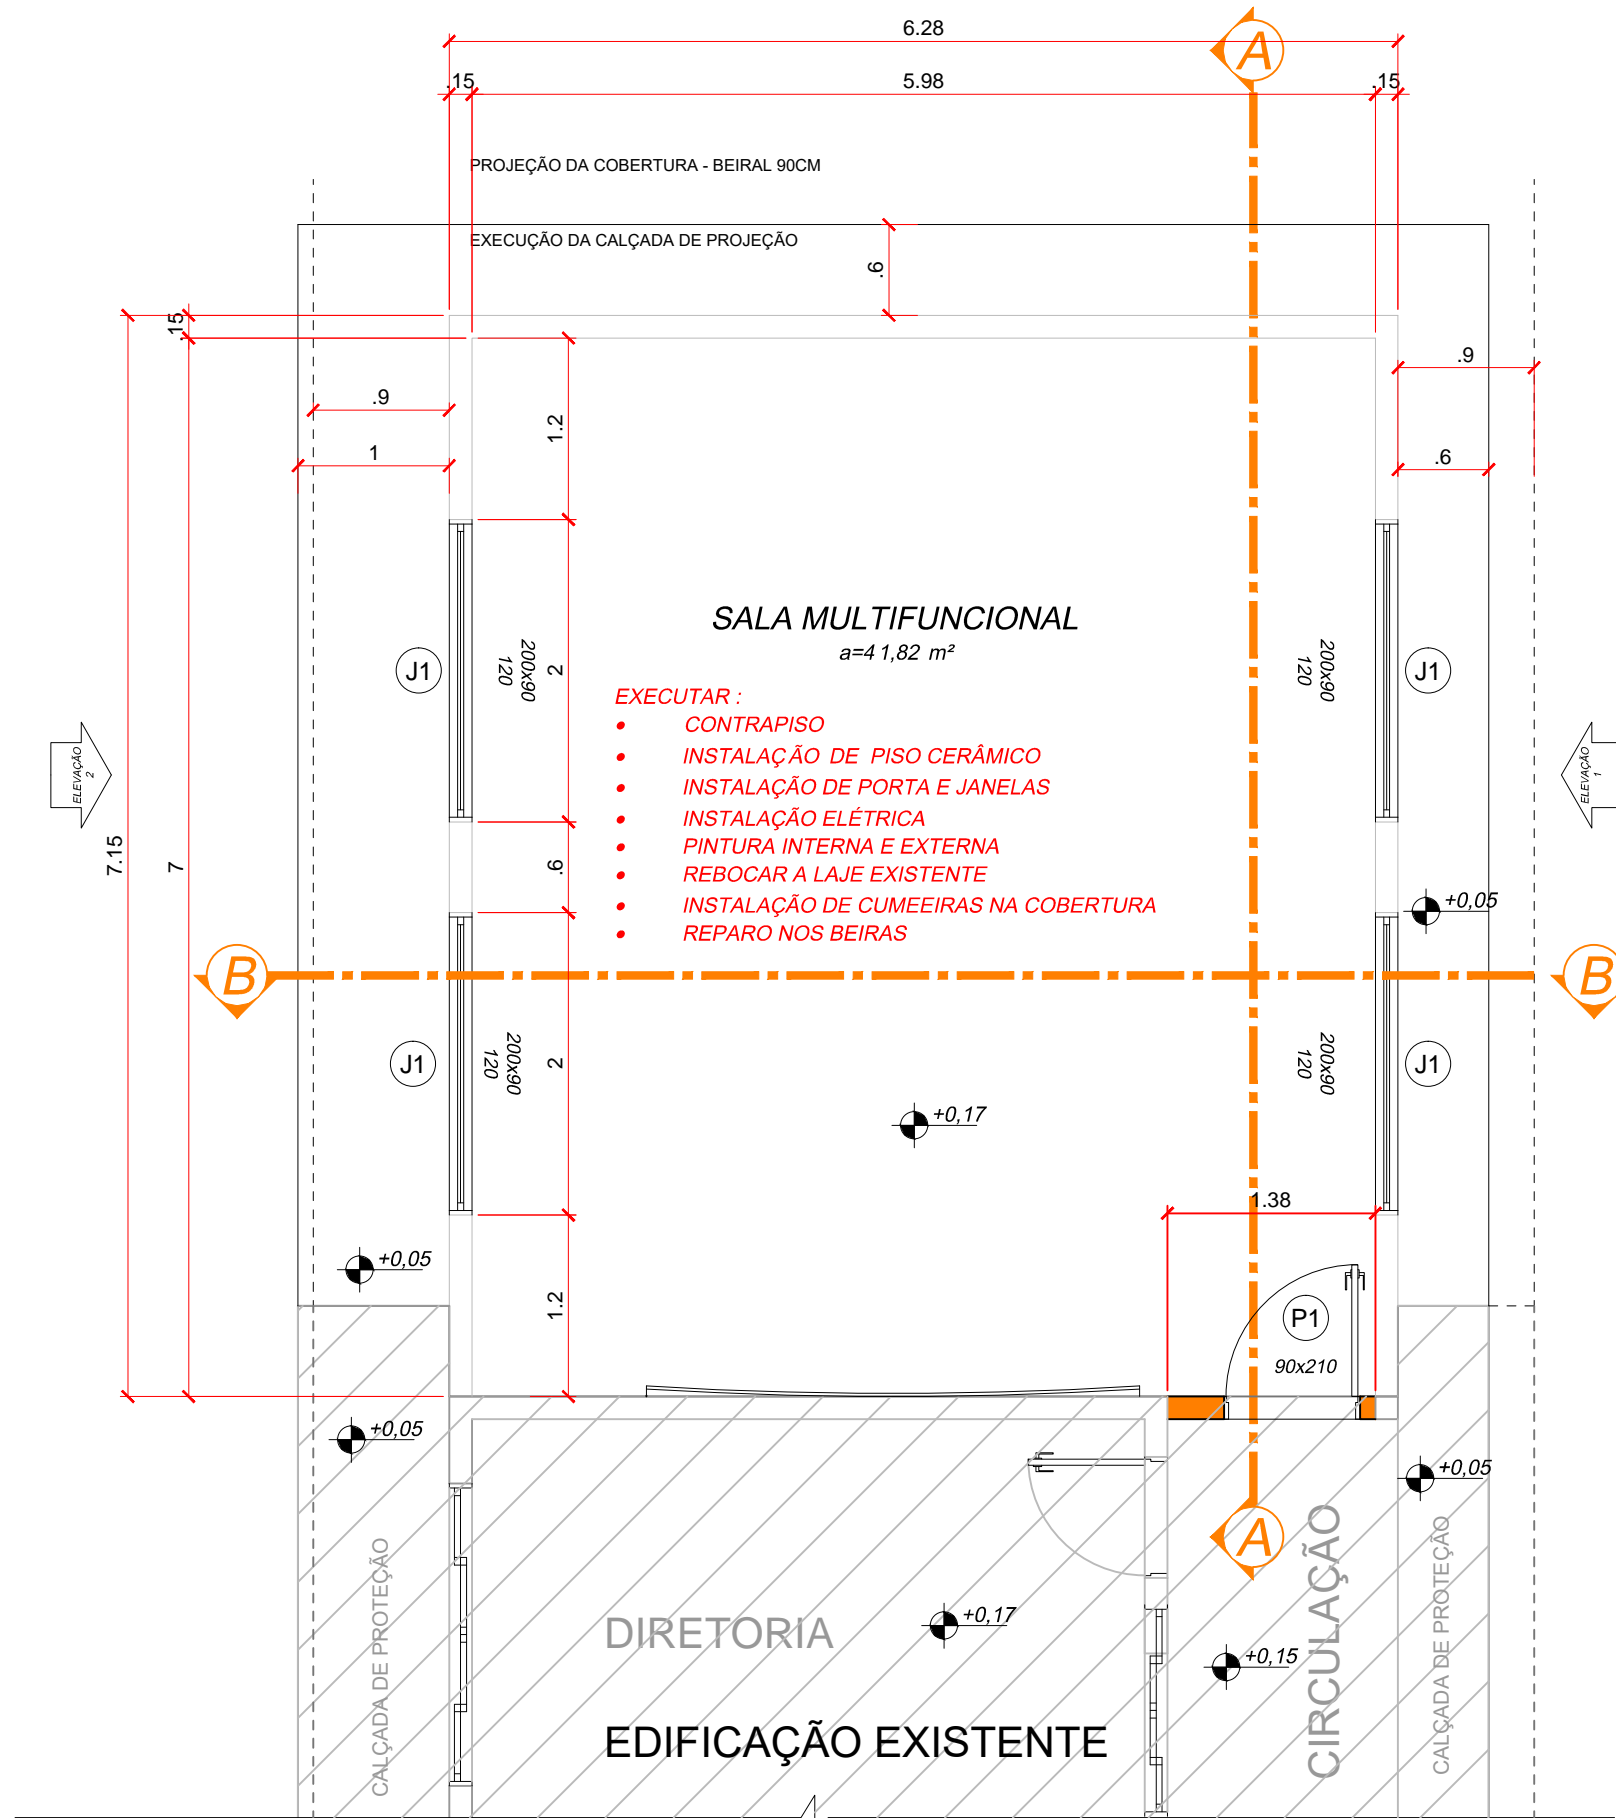 6.28
A
.15
5.98
.15
PROJEÇÃO DA COBERTURA - BEIRAL 90CM
EXECUÇÃO DA CALÇADA DE PROJEÇÃO
.6
.15
.9
.9
1
1.2
.6
SALA MULTIFUNCIONAL
a=41,82 m²
J1
200x90
120
2
200x90
120
J1
EXECUTAR :
• CONTRAPISO
• INSTALAÇÃO DE PISO CERÂMICO
• INSTALAÇÃO DE PORTA E JANELAS
• INSTALAÇÃO ELÉTRICA
• PINTURA INTERNA E EXTERNA
• REBOCAR A LAJE EXISTENTE
• INSTALAÇÃO DE CUMEEIRAS NA COBERTURA
• REPARO NOS BEIRAS
ELEVAÇÃO
2
ELEVAÇÃO
1
7.15
7
.6
+0,05
B
B
J1
200x90
120
2
200x90
120
J1
+0,17
1.38
+0,05
1.2
P1
90x210
+0,05
+0,05
A
CALÇADA DE PROTEÇÃO
DIRETORIA
+0,17
+0,15
CIRCULAÇÃO
CALÇADA DE PROTEÇÃO
EDIFICAÇÃO EXISTENTE